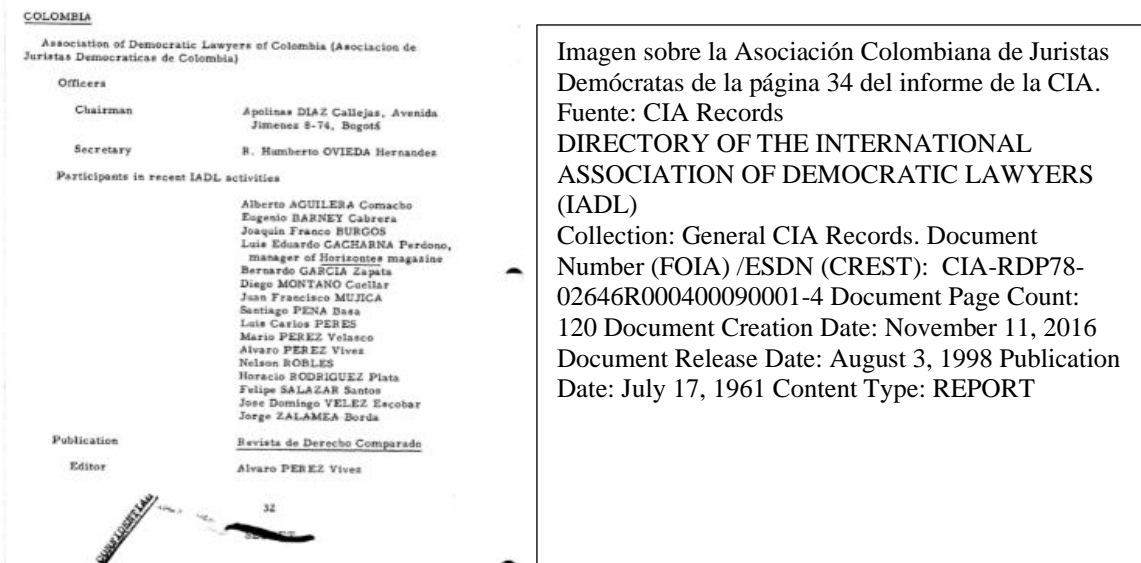 COLOMBIA
Association of Democratic Lawyers of Colombia (Asociacion de
Juristas Democraticas de Colombia)
Officers
Chairman Apolinas DIAZ Callejas, Avenida
Jimenez 8-74, Bogotá
Secretary R. Humberto OVIEDA Hernandez
Participants in recent IADL activities
Alberto AGUILERA Comacho
Eugenio BARNEY Cabrera
Joaquin Franco BURGOS
Luis Eduardo GACHARNA Perdono,
manager of Horizontes magazine
Bernardo GARCIA Zapata
Diego MONTANO Cuellar
Juan Francisco MUJICA
Santiago PENA Daza
Luis Carlos PERES
Mario PEREZ Velasco
Alvaro PEREZ Vives
Nelson ROBLES
Horacio RODRIGUEZ Plata
Felipe SALAZAR Santos
Jose Domingo VELEZ Escobar
Jorge ZALAMEA Borda
Publication Revista de Derecho Comparado
Editor Alvaro PEREZ Vives
32
CONFIDENTIAL
Imagen sobre la Asociación Colombiana de Juristas
Demócratas de la página 34 del informe de la CIA.
Fuente: CIA Records
DIRECTORY OF THE INTERNATIONAL
ASSOCIATION OF DEMOCRATIC LAWYERS
(IADL)
Collection: General CIA Records. Document
Number (FOIA) /ESDN (CREST): CIA-RDP78-
02646R000400090001-4 Document Page Count:
120 Document Creation Date: November 11, 2016
Document Release Date: August 3, 1998 Publication
Date: July 17, 1961 Content Type: REPORT